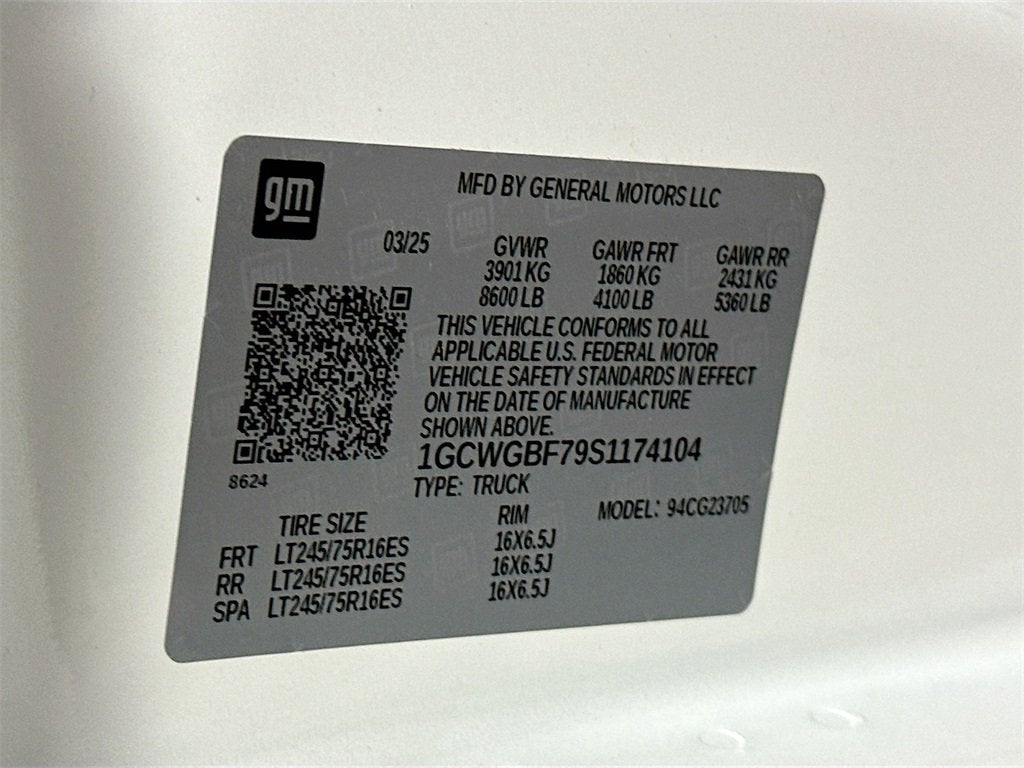 gm
MFD BY GENERAL MOTORS LLC
03/25 GVWR GAWR FRT GAWR RR
3901 KG 1860 KG 2431 KG
8600 LB 4100 LB 5360 LB
THIS VEHICLE CONFORMS TO ALL
APPLICABLE U.S. FEDERAL MOTOR
VEHICLE SAFETY STANDARDS IN EFFECT
ON THE DATE OF MANUFACTURE
SHOWN ABOVE.
1GCWGBF79S1174104
8624
TYPE: TRUCK
MODEL: 94CG23705
TIRE SIZE RIM
FRT LT245/75R16ES 16X6.5J
RR LT245/75R16ES 16X6.5J
SPA LT245/75R16ES 16X6.5J